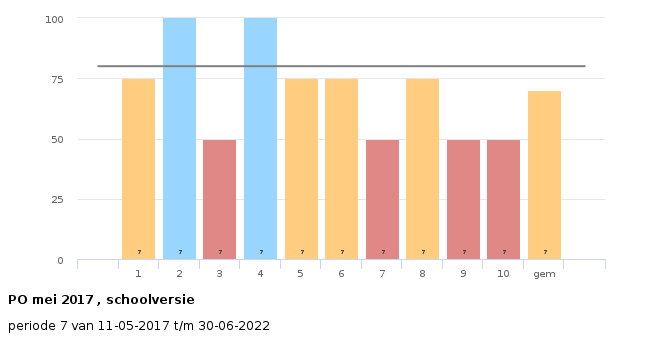 100
75
50
25
0
7 7 7 7 7 7 7 7 7 7 7
1 2 3 4 5 6 7 8 9 10 gem
PO mei 2017 , schoolversie
periode 7 van 11-05-2017 t/m 30-06-2022